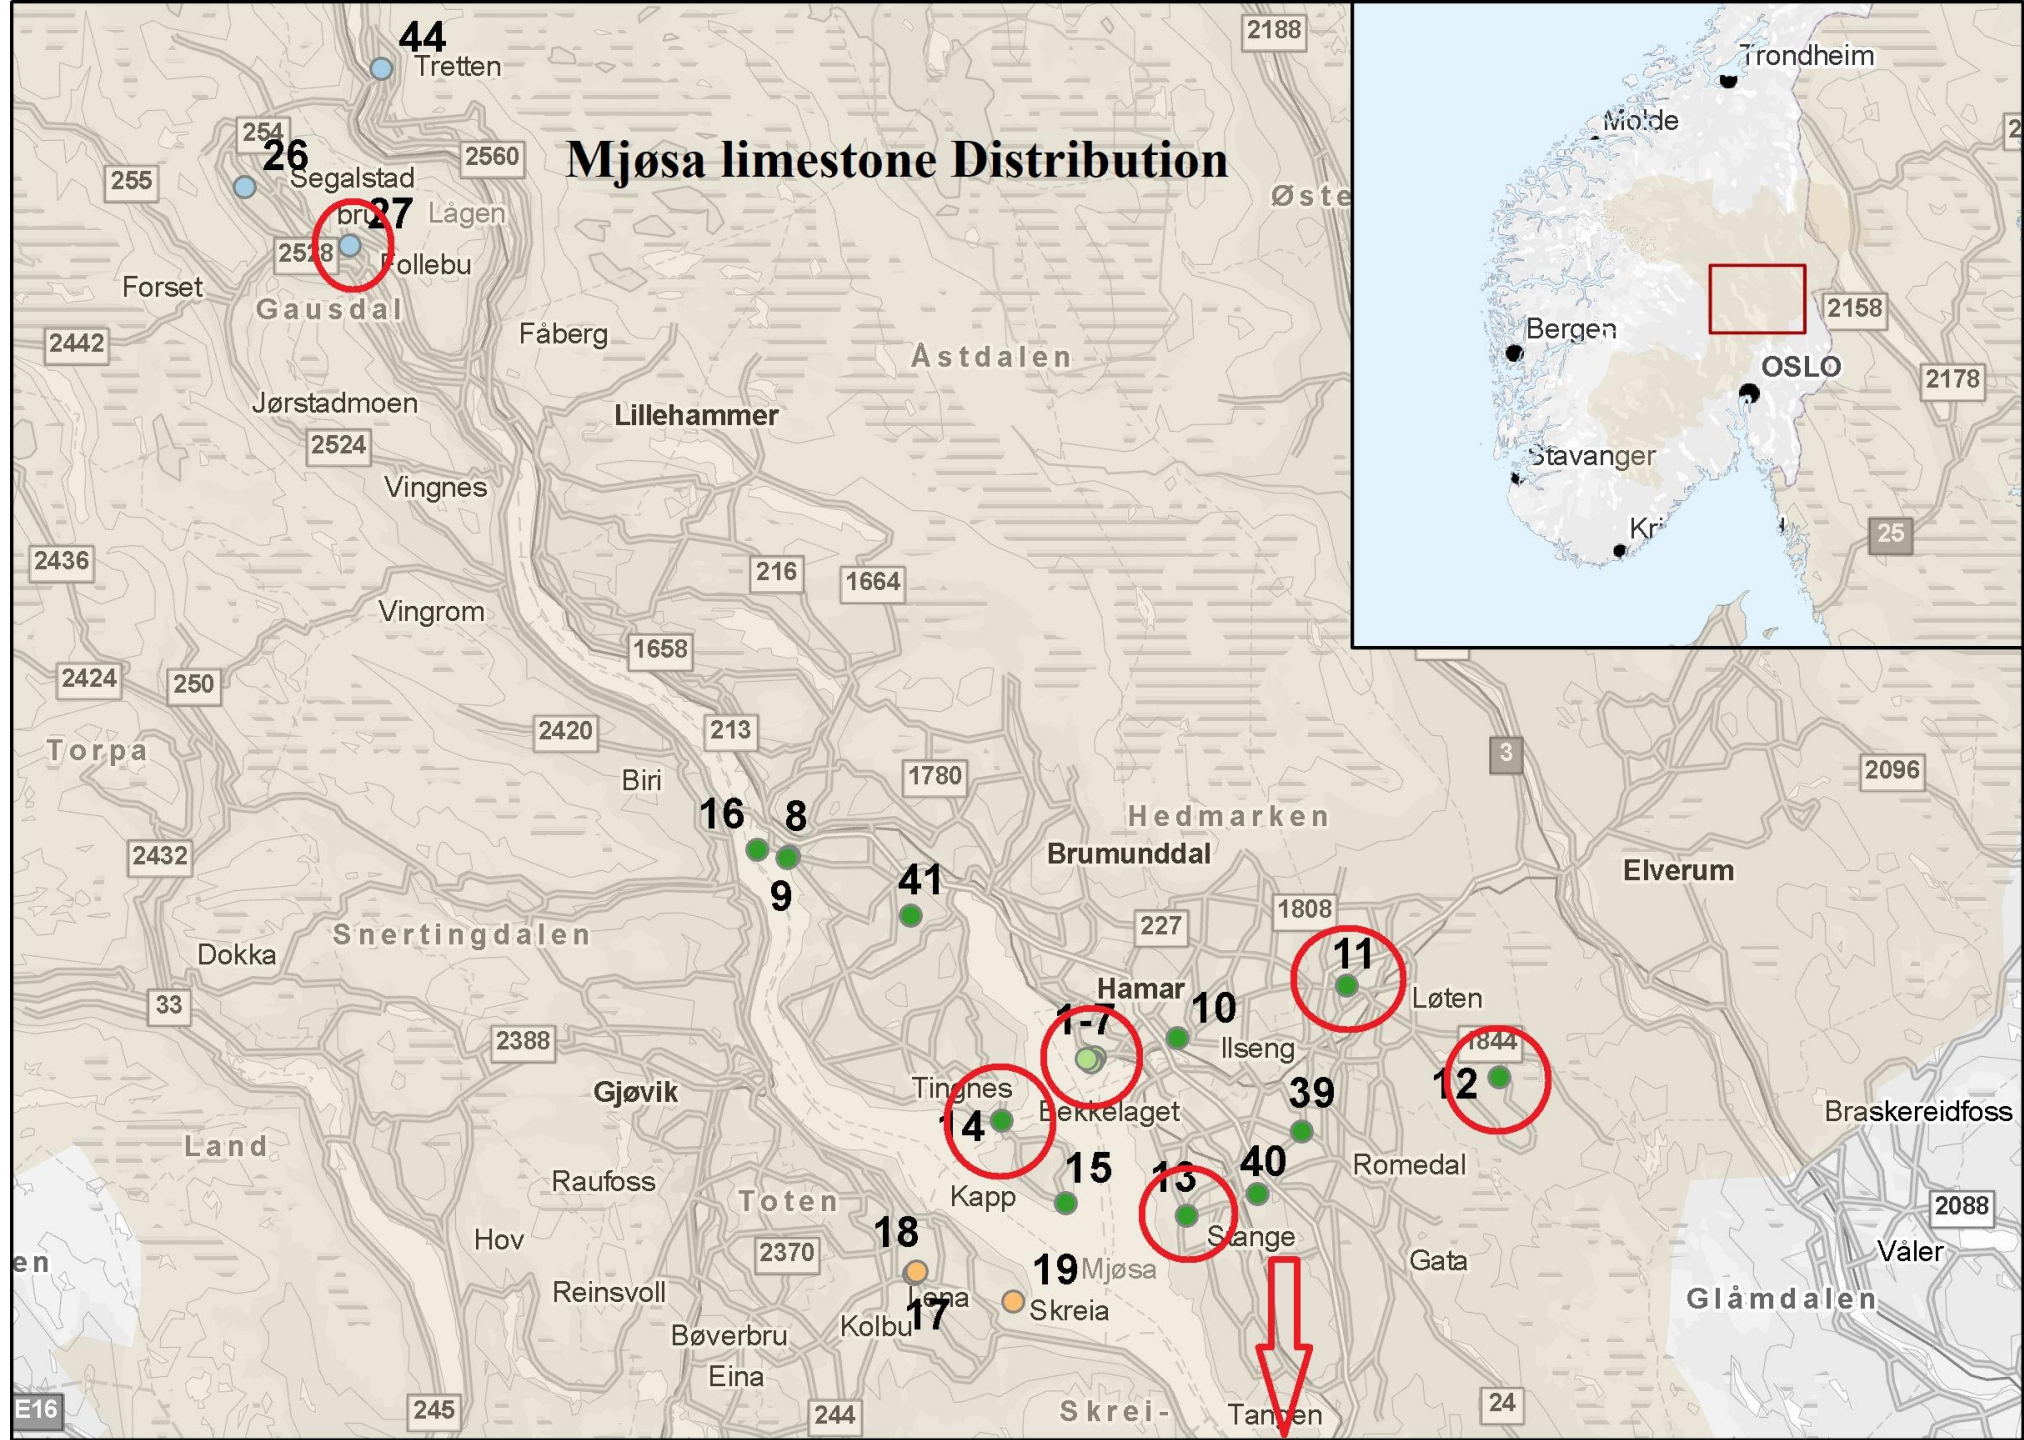 44
Tretten
2188
Trondheim
Molde
254
26
2560
Mjøsa limestone Distribution
255
Segalstad
bru
27
Lågen
Øste
2528
Follebu
Forset
Gausdal
2158
Bergen
Fåberg
2442
Åstdalen
OSLO
2178
Jørstadmoen
Lillehammer
2524
Stavanger
Vingnes
25
2436
216
1664
Vingrom
1658
2424
250
2420
213
3
Torpa
Biri
1780
2096
16
8
Hedmarken
2432
Brumunddal
Elverum
9
41
Snertingdalen
227
1808
Dokka
11
33
Hamar
10
Løten
1-7
2388
Ilseng
1844
Gjøvik
Tingnes
39
12
14
Bekkelaget
Braskereidfoss
Land
Raufoss
15
13
40
Romedal
Toten
Kapp
2088
Hov
18
Stange
2370
Gata
Våler
en
19
Mjøsa
Reinsvoll
Lena
Skreia
Glåmdalen
17
Kolbu
Bøverbru
Eina
E16
245
244
Skrei-
Tangen
24